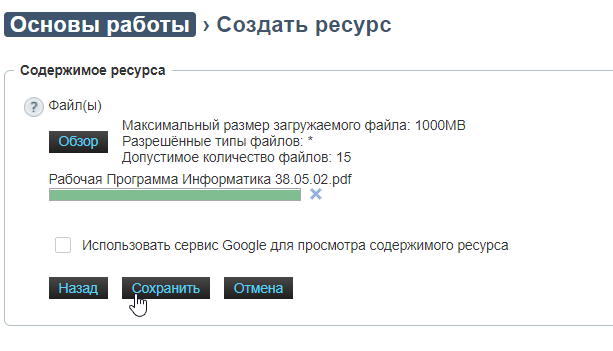 Основы работы › Создать ресурс
Содержимое ресурса
? Файл(ы)
Обзор
Максимальный размер загружаемого файла: 1000MB
Разрешённые типы файлов: *
Допустимое количество файлов: 15
Рабочая Программа Информатика 38.05.02.pdf
Использовать сервис Google для просмотра содержимого ресурса
Назад Сохранить Отмена